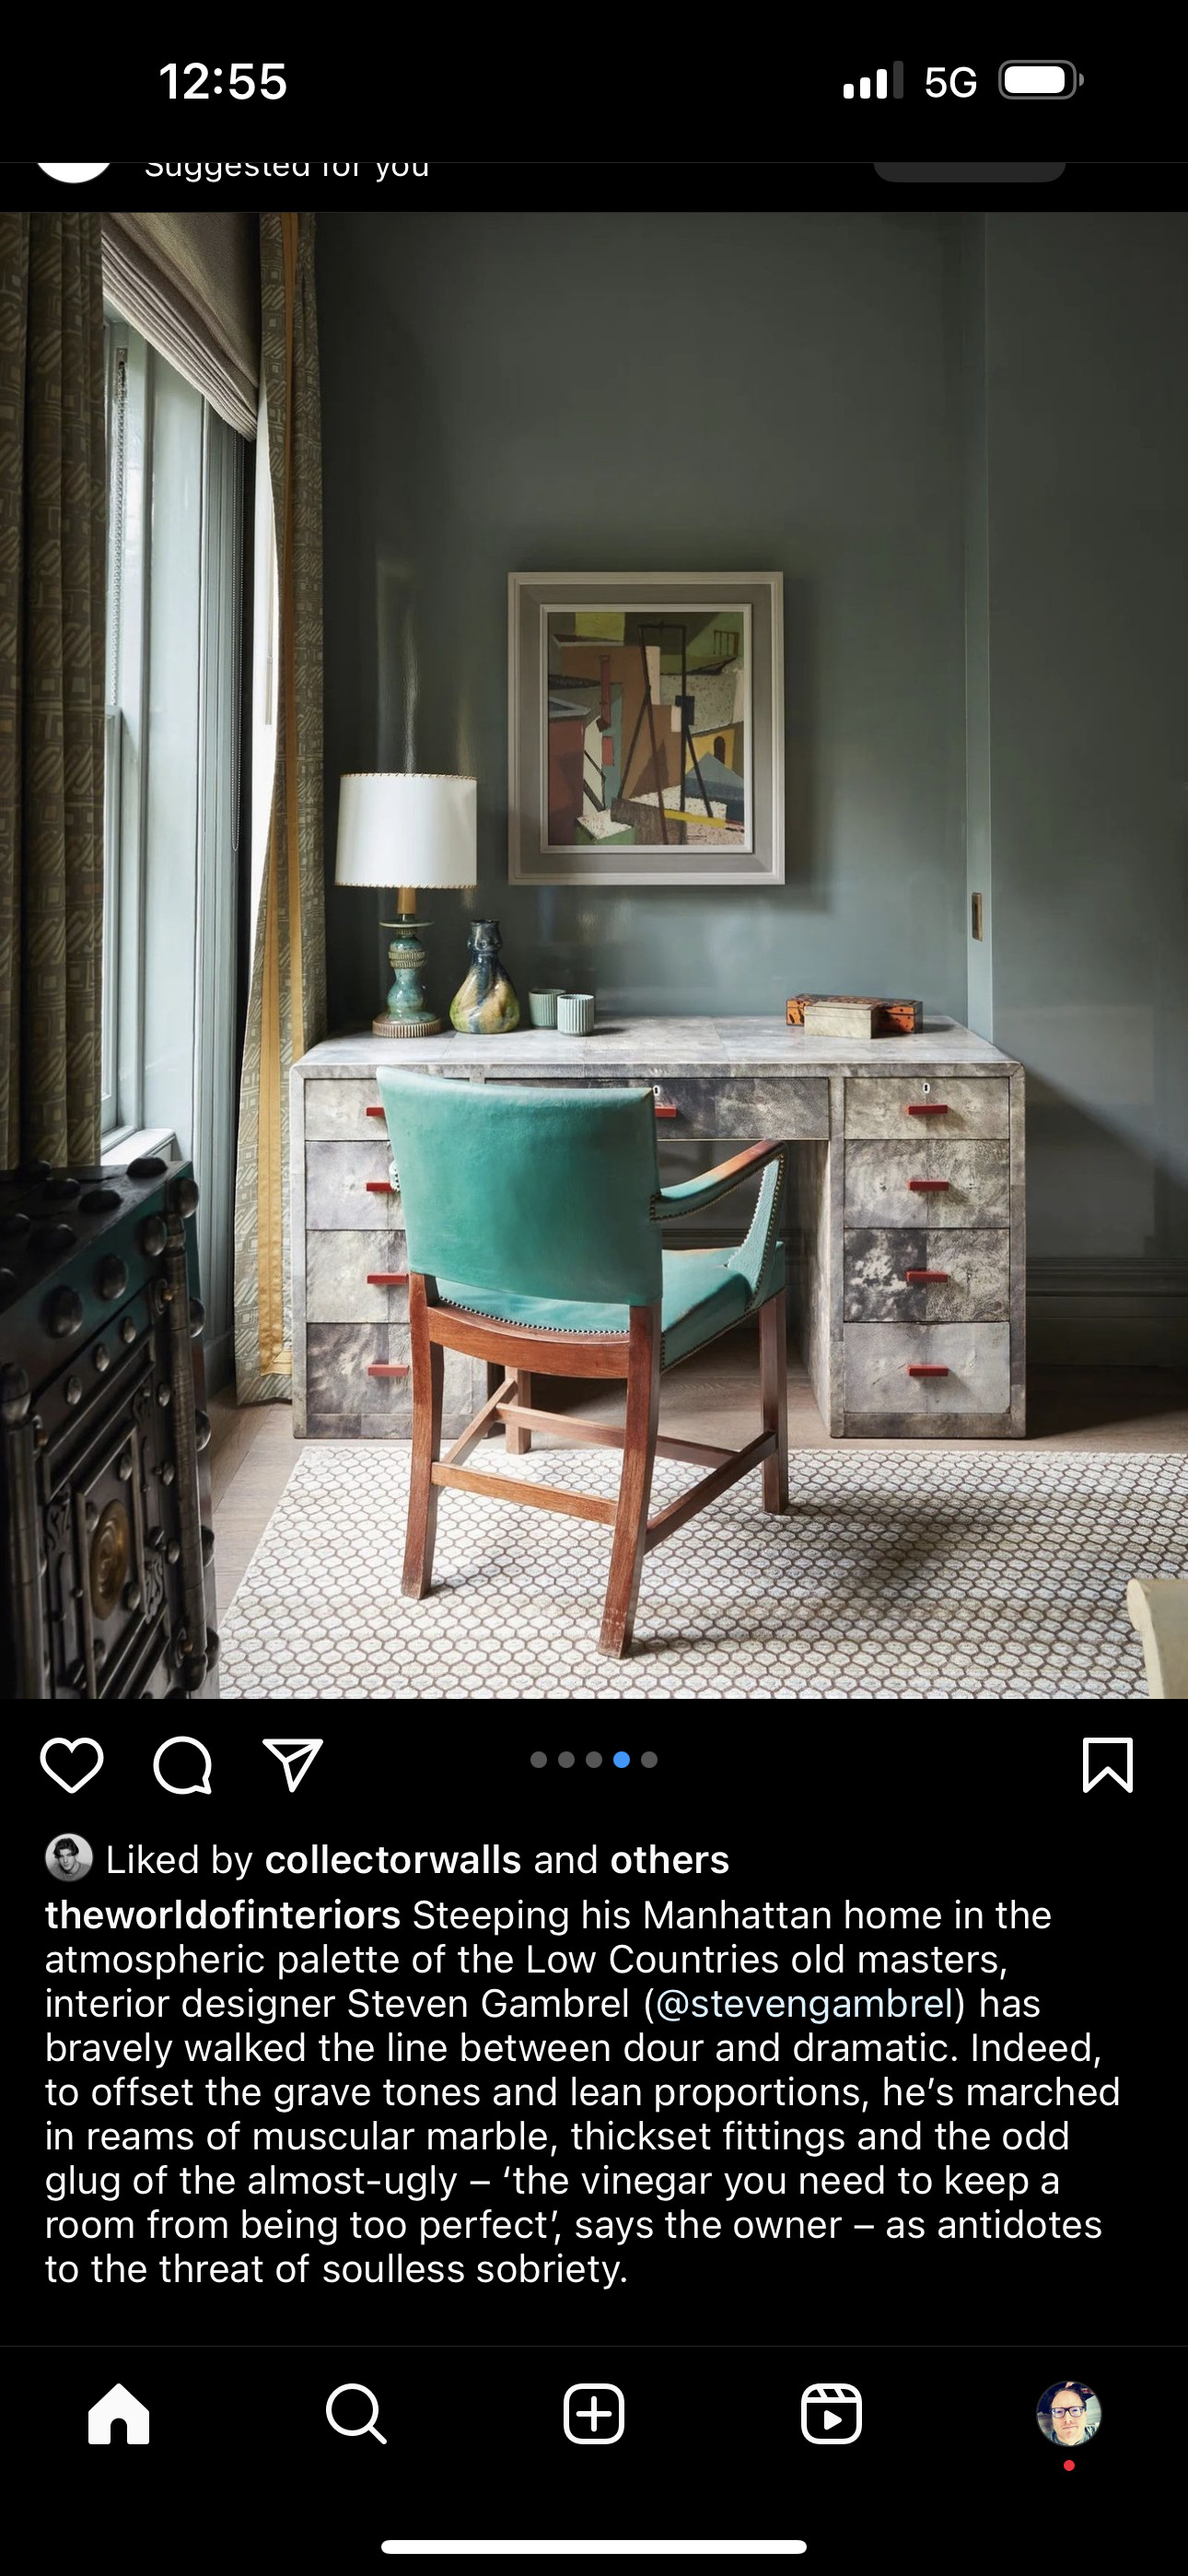 12:55
5G
Suggested for you
Liked by collectorwalls and others
theworldofinteriors Steeping his Manhattan home in the
atmospheric palette of the Low Countries old masters,
interior designer Steven Gambrel (@stevengambrel) has
bravely walked the line between dour and dramatic. Indeed,
to offset the grave tones and lean proportions, he’s marched
in reams of muscular marble, thickset fittings and the odd
glug of the almost-ugly – ‘the vinegar you need to keep a
room from being too perfect’, says the owner – as antidotes
to the threat of soulless sobriety.